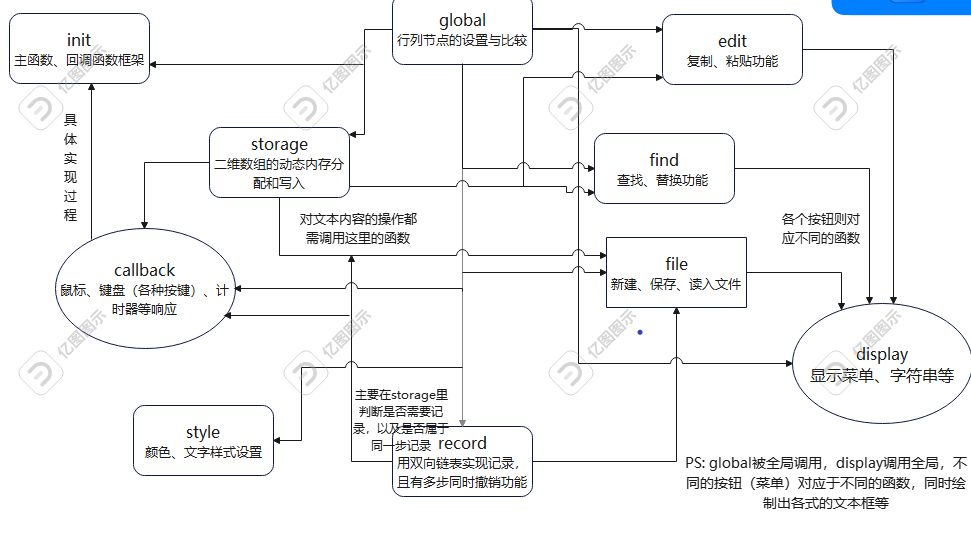 global
行列节点的设置与比较
init
主函数、回调函数框架
edit
复制、粘贴功能
storage
二维数组的动态内存分
配和写入
find
查找、替换功能
具
体
实
现
过
程
对文本内容的操作都
需调用这里的函数
各个按钮则对
应不同的函数
callback
鼠标、键盘（各种按键）、计
时器等响应
file
新建、保存、读入文件
display
显示菜单、字符串等
主要在storage里
判断是否需要记
录，以及是否属于
同一步记录
style
颜色、文字样式设置
record
用双向链表实现记录，
且有多步同时撤销功能
PS: global被全局调用，display调用全局，不
同的按钮（菜单）对应于不同的函数，同时绘
制出各式的文本框等
亿图图示
亿图图示
亿图图示
亿图图示
亿图图示
亿图图示